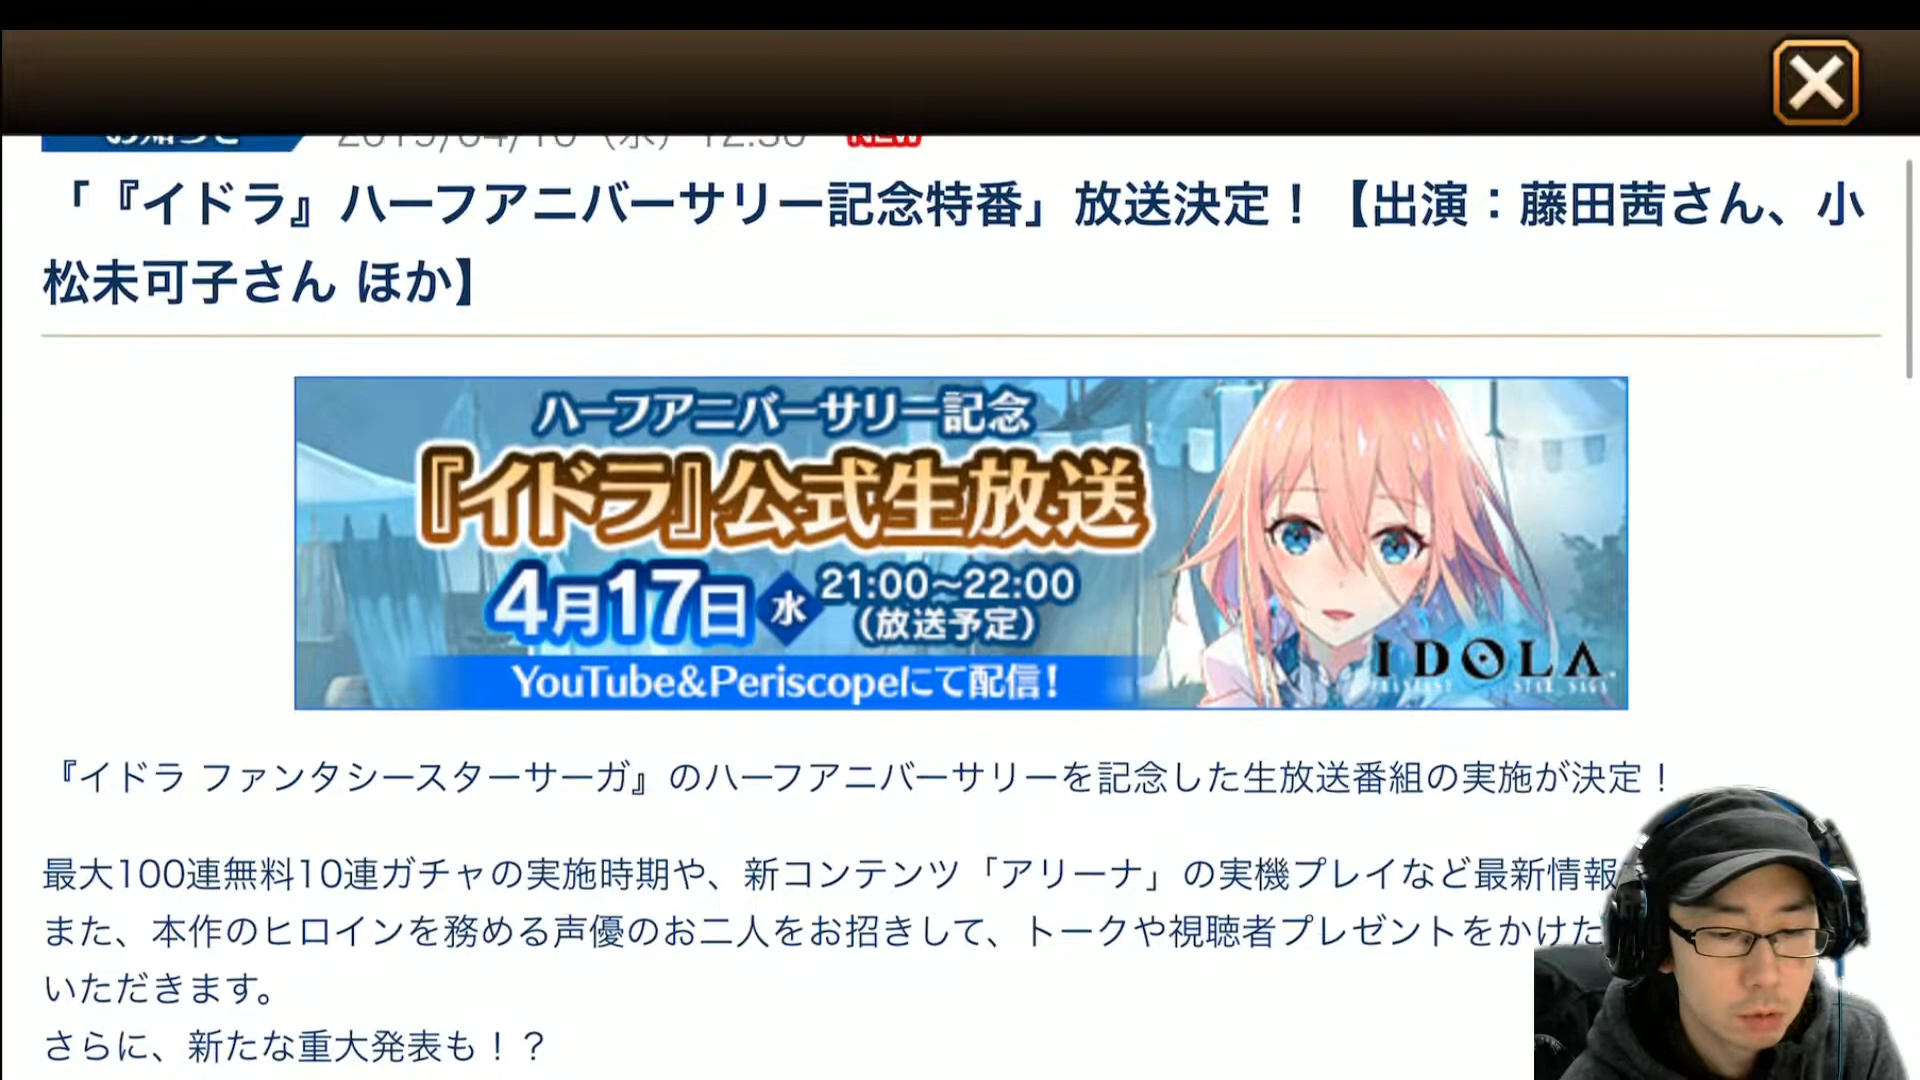 お知らせ 2019/04/10（水）12:30 NEW
「『イドラ』ハーフアニバーサリー記念特番」放送決定！【出演：藤田茜さん、小
松未可子さん ほか】
ハーフアニバーサリー記念
『イドラ』公式生放送
4月17日 水 21:00～22:00
（放送予定）
YouTube&Periscopeにて配信！
IDOLA
『イドラ ファンタシースターサーガ』のハーフアニバーサリーを記念した生放送番組の実施が決定！
最大100連無料10連ガチャの実施時期や、新コンテンツ「アリーナ」の実機プレイなど最新情報
また、本作のヒロインを務める声優のお二人をお招きして、トークや視聴者プレゼントをかけた
いただきます。
さらに、新たな重大発表も！？